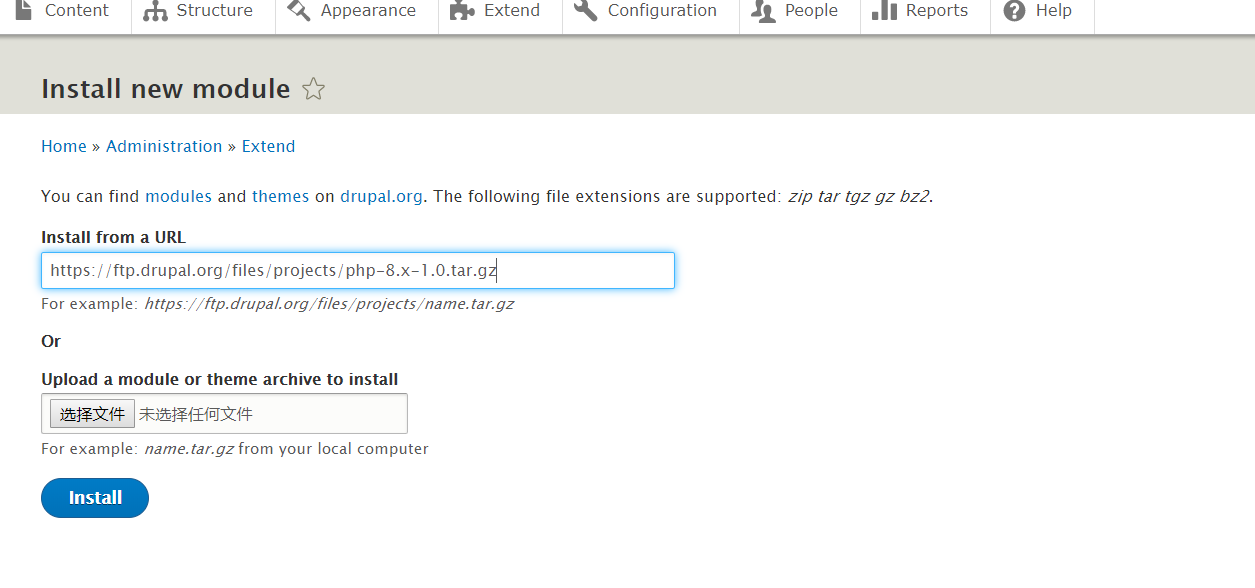 Content Structure Appearance Extend Configuration People Reports Help
Install new module
Home » Administration » Extend
You can find modules and themes on drupal.org. The following file extensions are supported: zip tar tgz gz bz2.
Install from a URL
https://ftp.drupal.org/files/projects/php-8.x-1.0.tar.gz
For example: https://ftp.drupal.org/files/projects/name.tar.gz
Or
Upload a module or theme archive to install
选择文件 未选择任何文件
For example: name.tar.gz from your local computer
Install